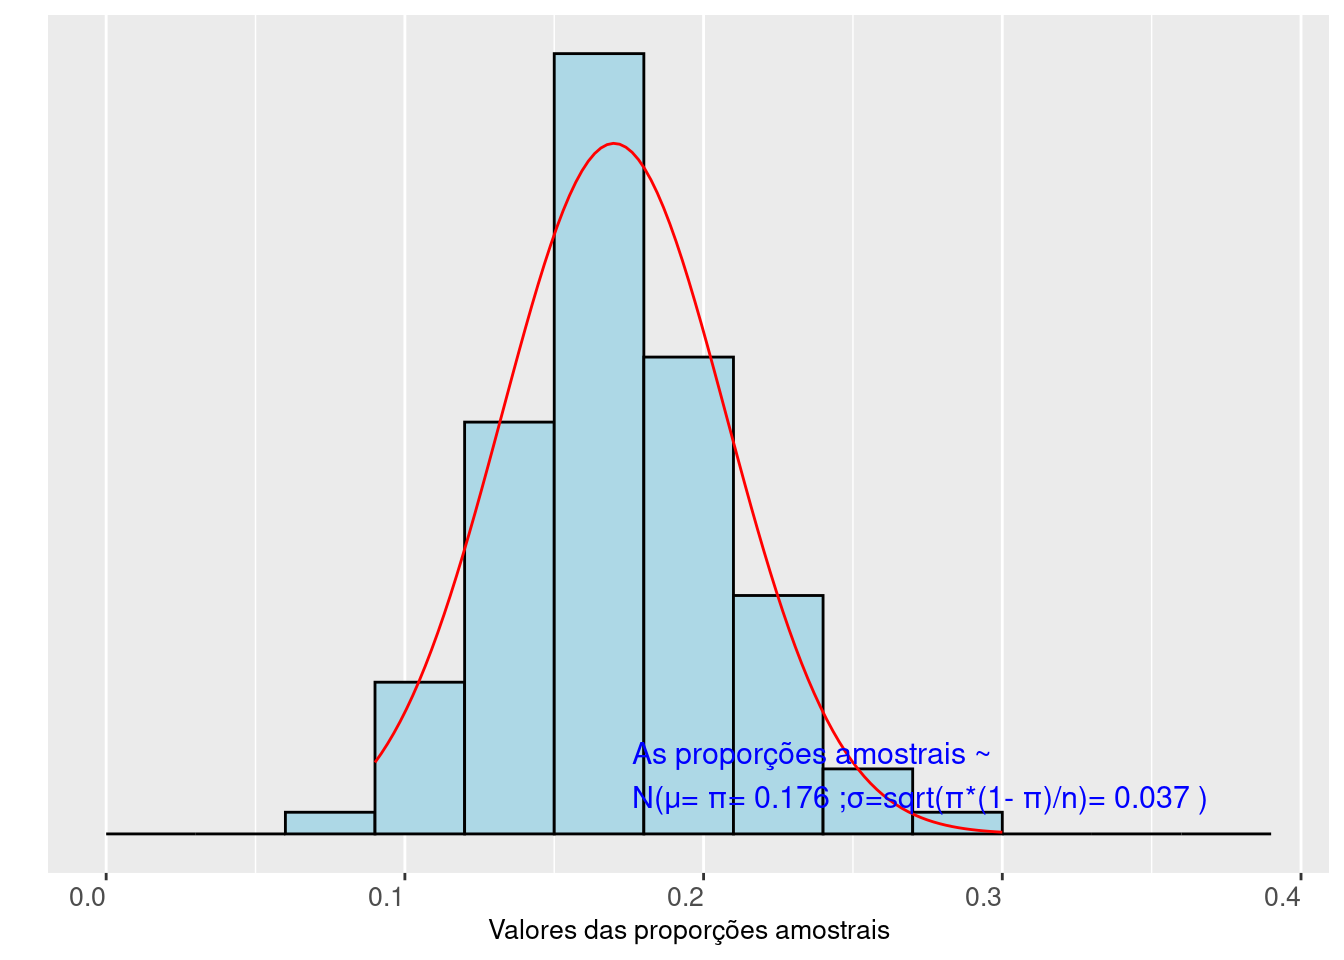 As proporções amostrais ~
N(μ= π= 0.176 ;σ=sqrt(π*(1- π)/n)= 0.037 )
0.0 0.1 0.2 0.3 0.4
Valores das proporções amostrais